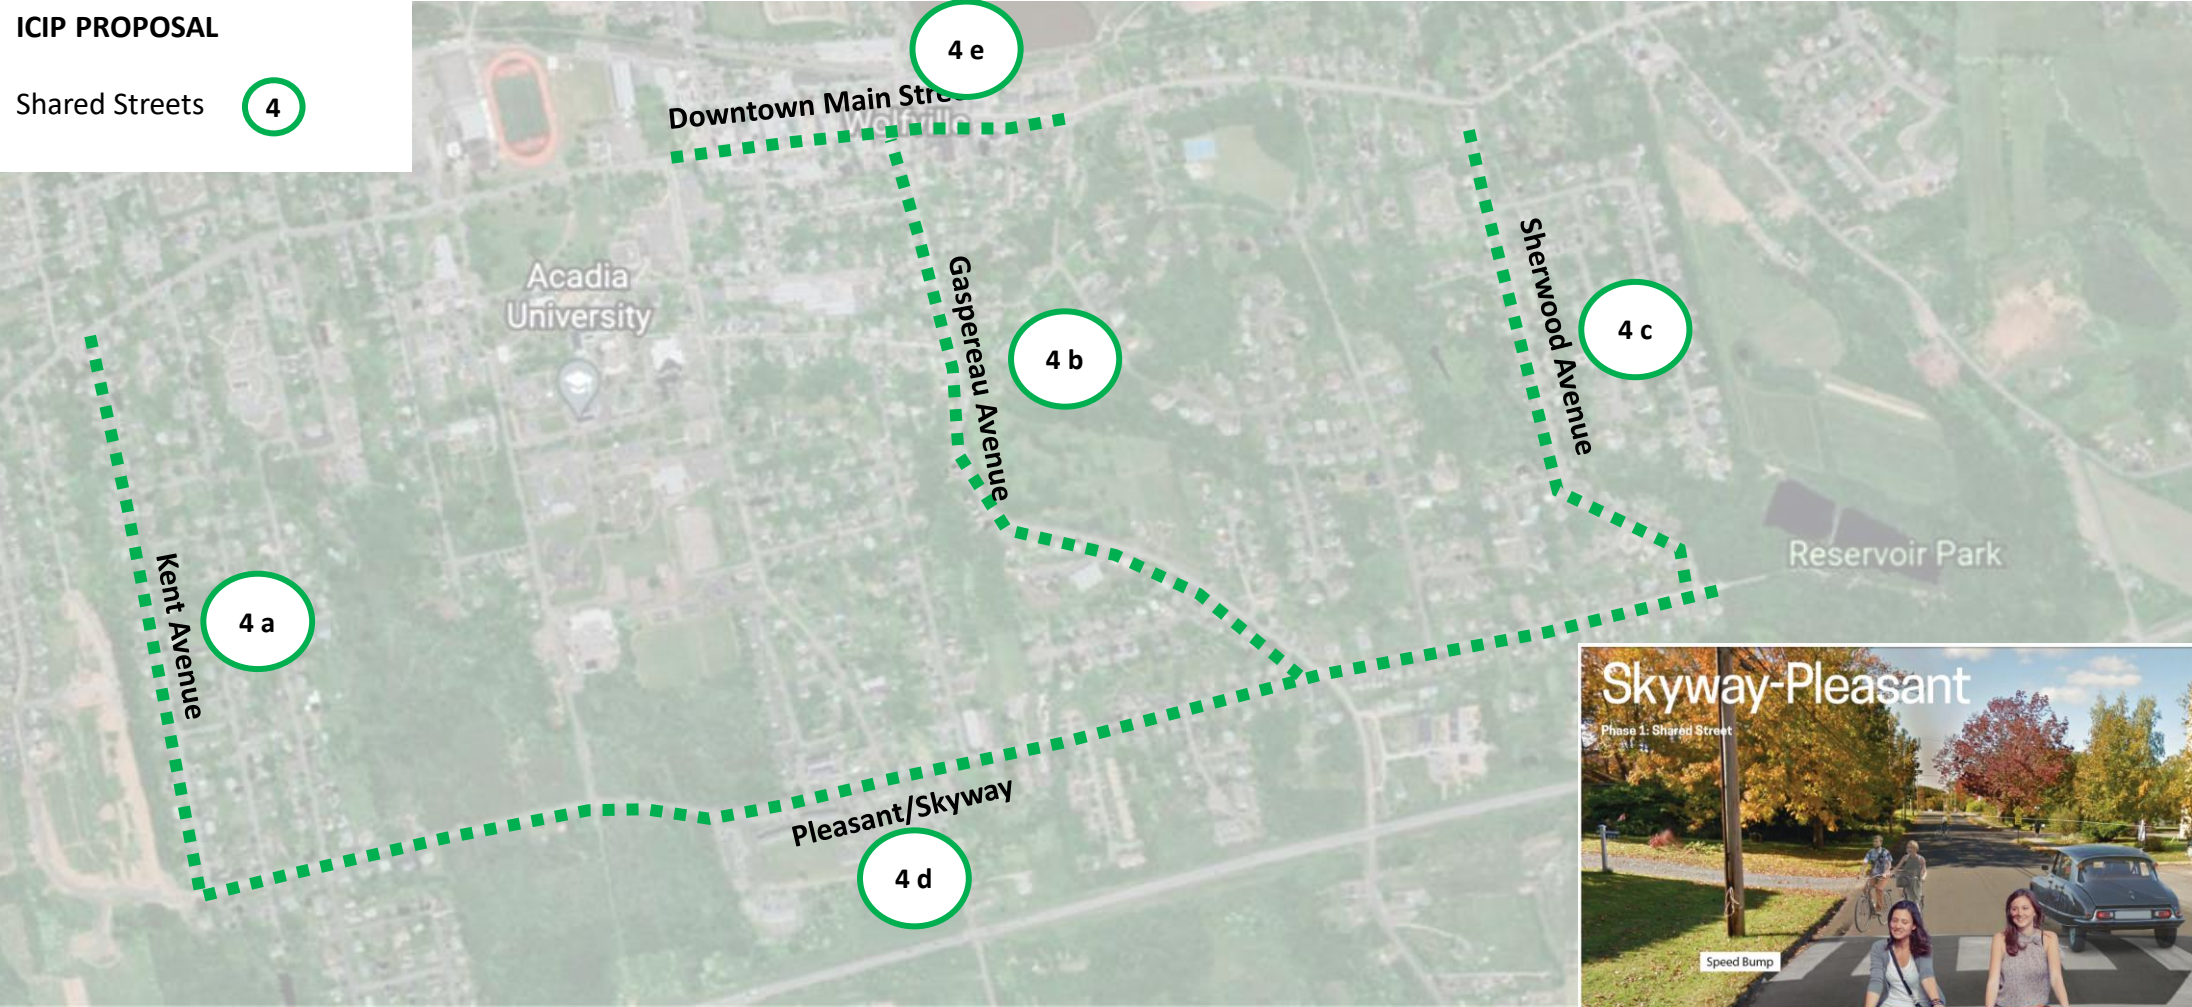 ICIP PROPOSAL
Shared Streets 4
4 e
Downtown Main Stre
Wolfville
Acadia
University
Gaspereau Avenue
4 b
Sherwood Avenue
4 c
Kent Avenue
4 a
Reservoir Park
Pleasant/Skyway
4 d
Skyway-Pleasant
Phase 1: Shared Street
Speed Bump